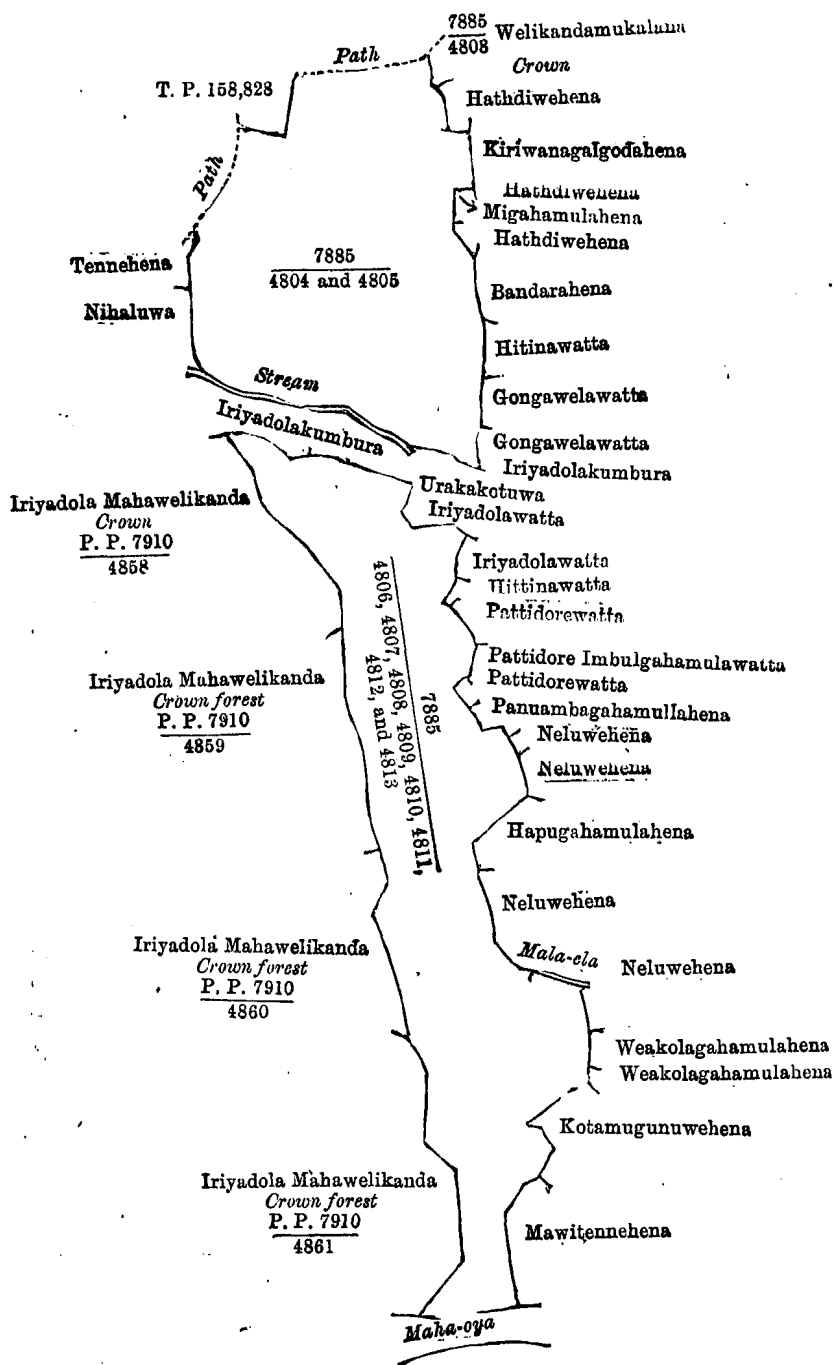 7885
4808
Welikandamukalana
Crown
Path
T. P. 158,828
Hathdiwehena
Kiriwanagalgodahena
Path
Hathdiwehena
Migahamulahena
Hathdiwehena
Tennehena
7885
4804 and 4805
Bandarahena
Nihaluwa
Hitinawatta
Stream
Gongawelawatta
Iriyadolakumbura
Gongawelawatta
Iriyadolakumbura
Urakakotuwa
Iriyadola Mahawelikanda
Crown
P. P. 7910
4858
Iriyadolawatta
Iriyadolawatta
Hittinawatta
Pattidorewatta
7885
4806, 4807, 4808, 4809, 4810, 4811,
4812, and 4813
Pattidore Imbulgahamulawatta
Pattidorewatta
Iriyadola Mahawelikanda
Crown forest
P. P. 7910
4859
Panuambagahamullahena
Neluwehena
Neluwehena
Hapugahamulahena
Neluwehena
Iriyadola Mahawelikanda
Crown forest
P. P. 7910
4860
Mala-ela
Neluwehena
Weakolagahamulahena
Weakolagahamulahena
Kotamugunuwehena
Iriyadola Mahawelikanda
Crown forest
P. P. 7910
4861
Mawitennehena
Maha-oya